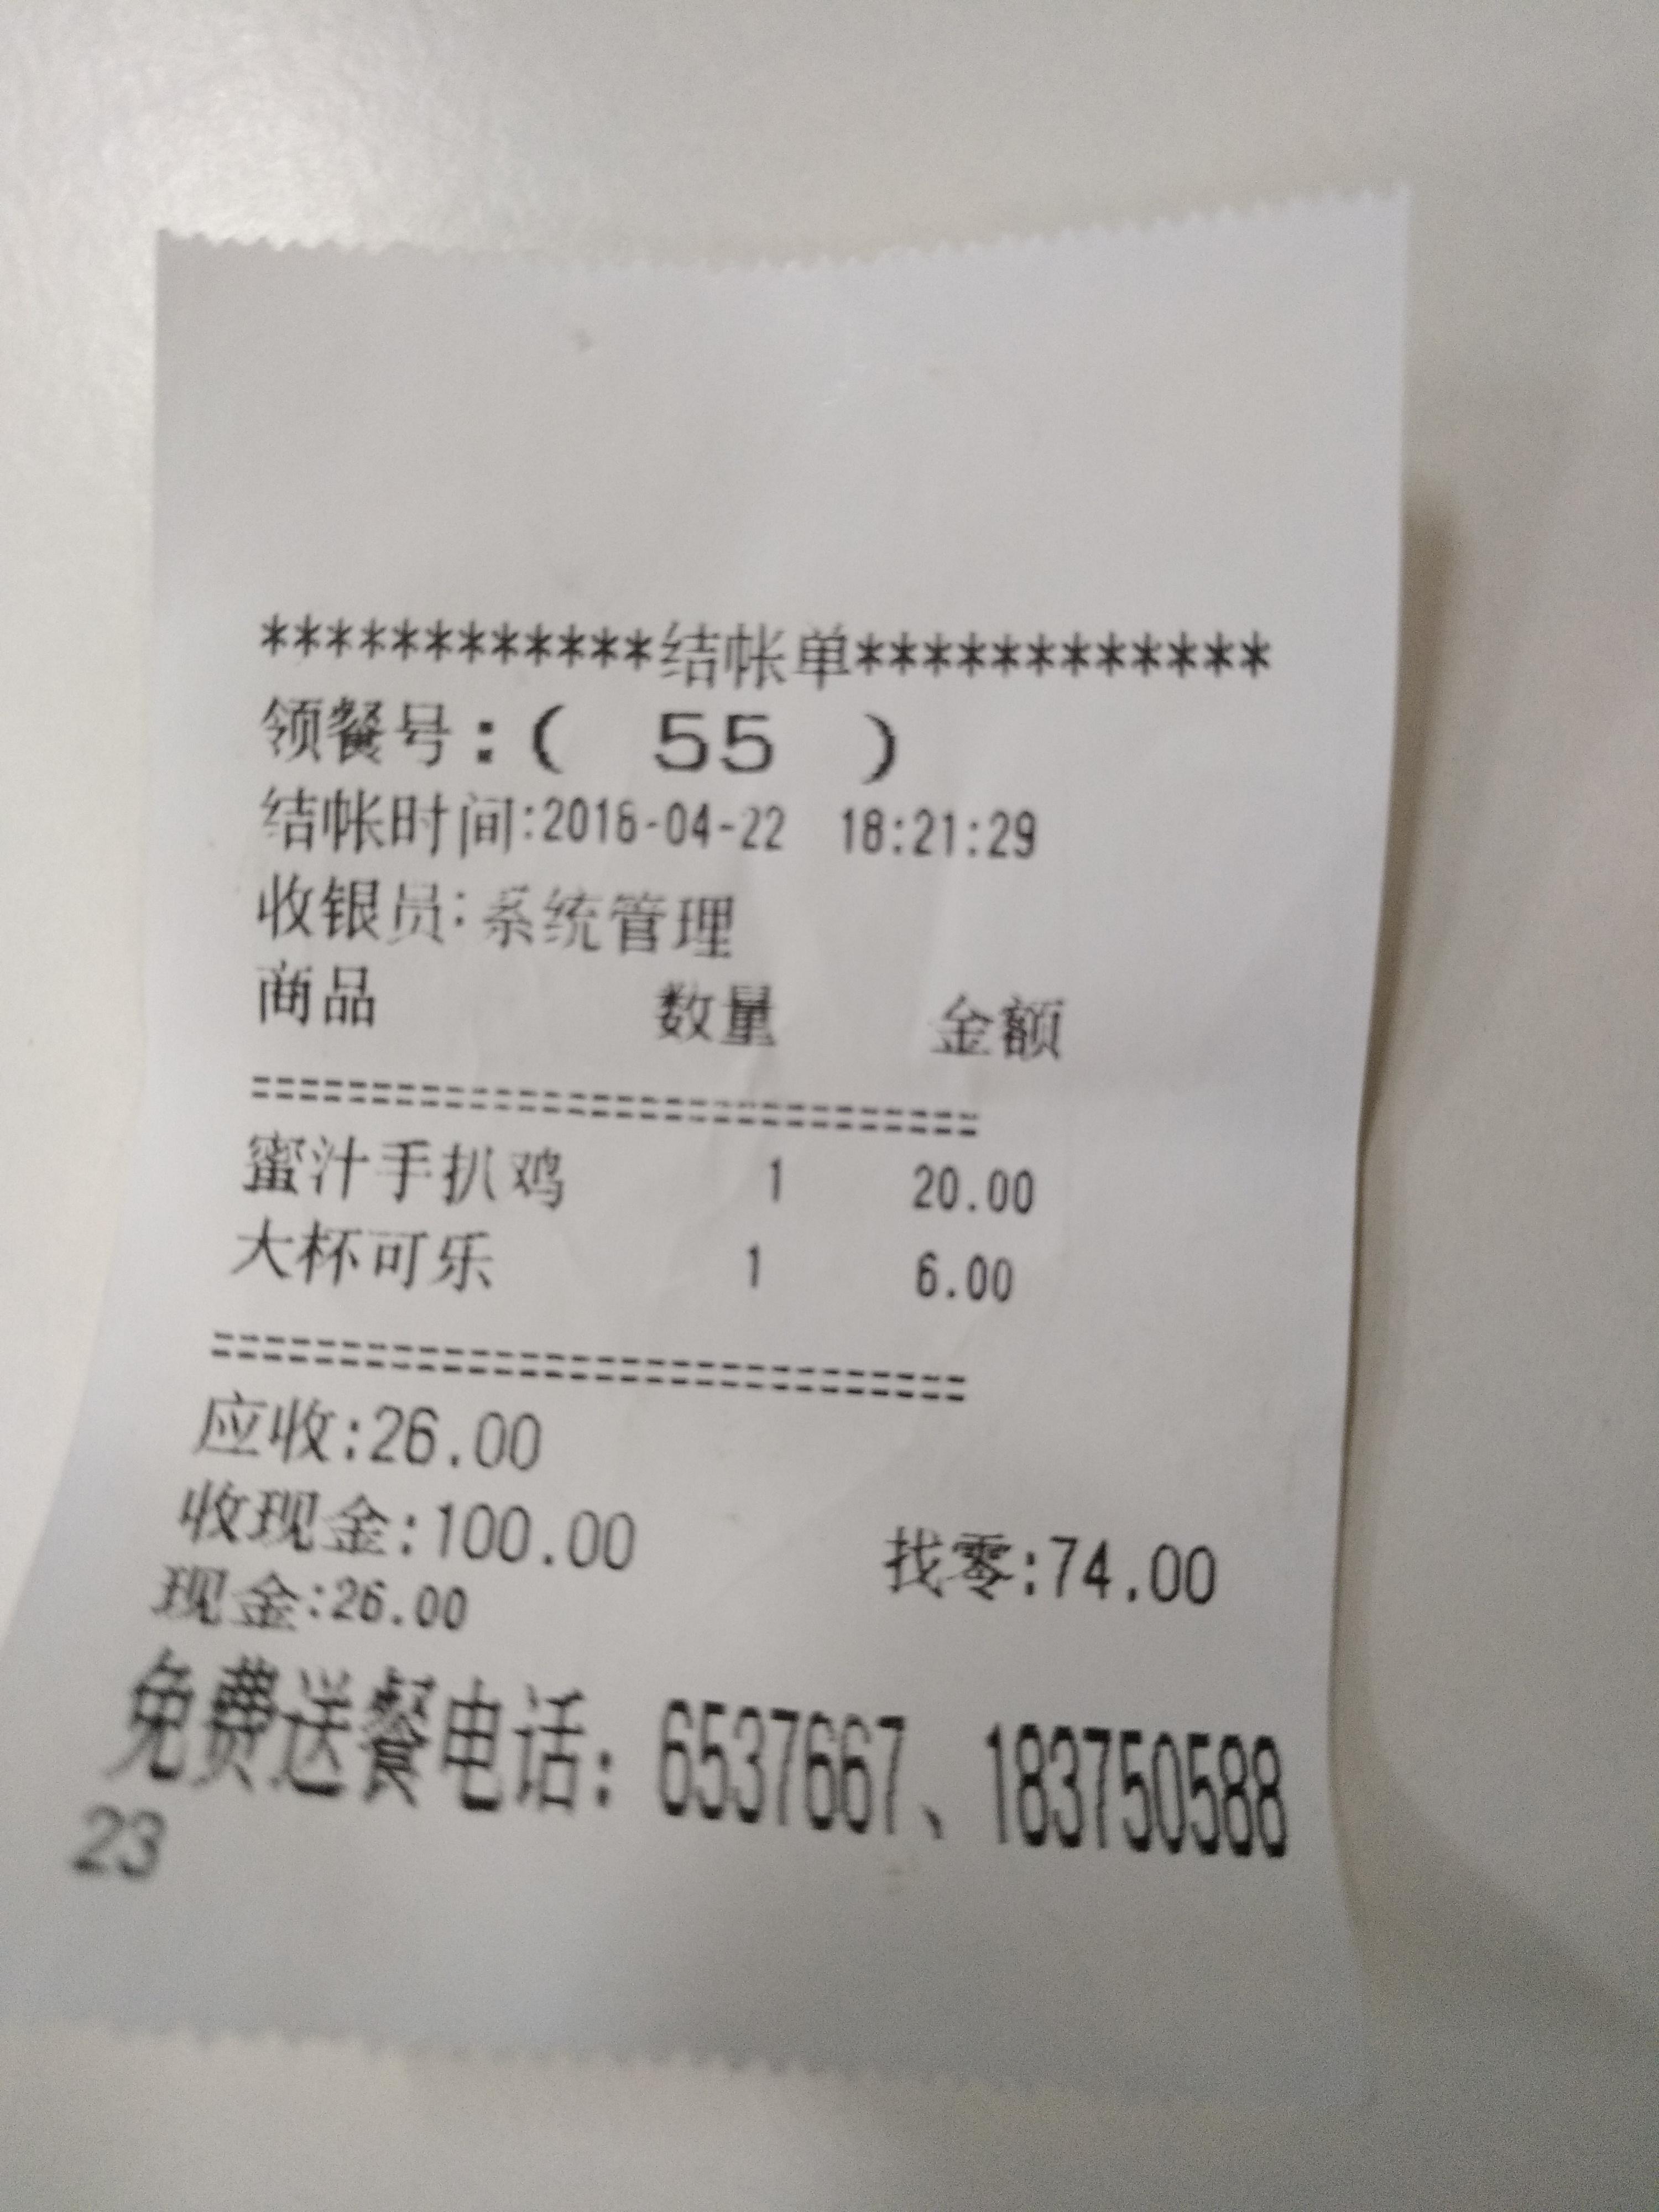 ************结帐单*************
领餐号:( 55 )
结帐时间:2018-04-22 18:21:29
收银员:系统管理
商品 数量 金额
==============================
蜜汁手扒鸡 1 20.00
大杯可乐 1 6.00
==============================
应收:26.00
收现金:100.00 找零:74.00
现金:26.00
免费送餐电话：6537667、183750588
23